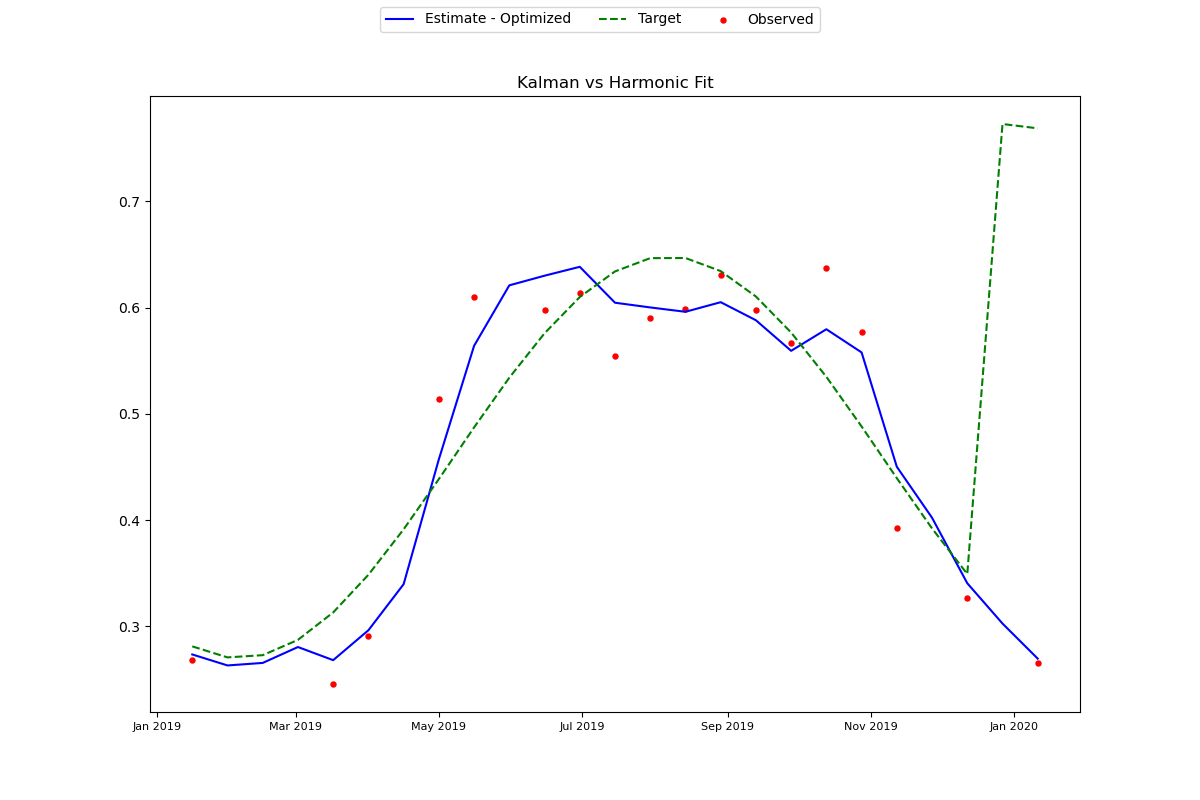 Estimate - Optimized Target Observed
Kalman vs Harmonic Fit
0.7
0.6
0.5
0.4
0.3
Jan 2019 Mar 2019 May 2019 Jul 2019 Sep 2019 Nov 2019 Jan 2020